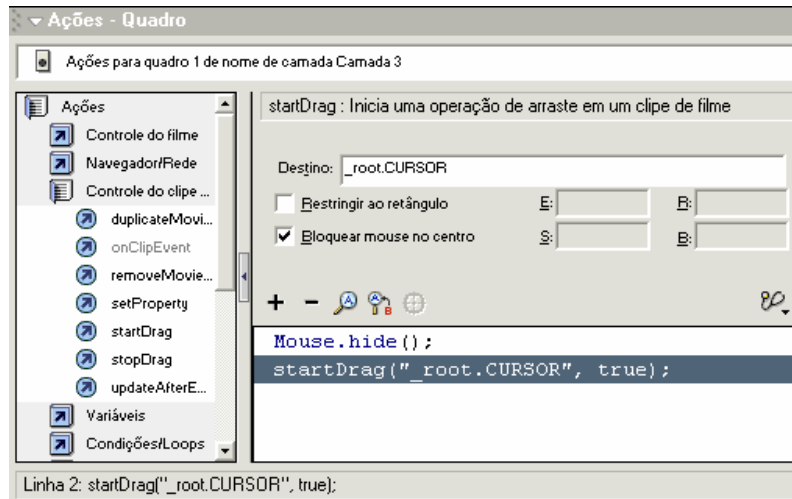 Ações - Quadro
Ações para quadro 1 de nome de camada Camada 3
Ações
Controle do filme
Navegador/Rede
Controle do clipe ...
duplicateMovi...
onClipEvent
removeMovie...
setProperty
startDrag
stopDrag
updateAfterE...
Variáveis
Condições/Loops
startDrag : Inicia uma operação de arraste em um clipe de filme
Destino: _root.CURSOR
Restringir ao retângulo E: R:
Bloquear mouse no centro S: B:
Mouse.hide();
startDrag("_root.CURSOR", true);
Linha 2: startDrag("_root.CURSOR", true);